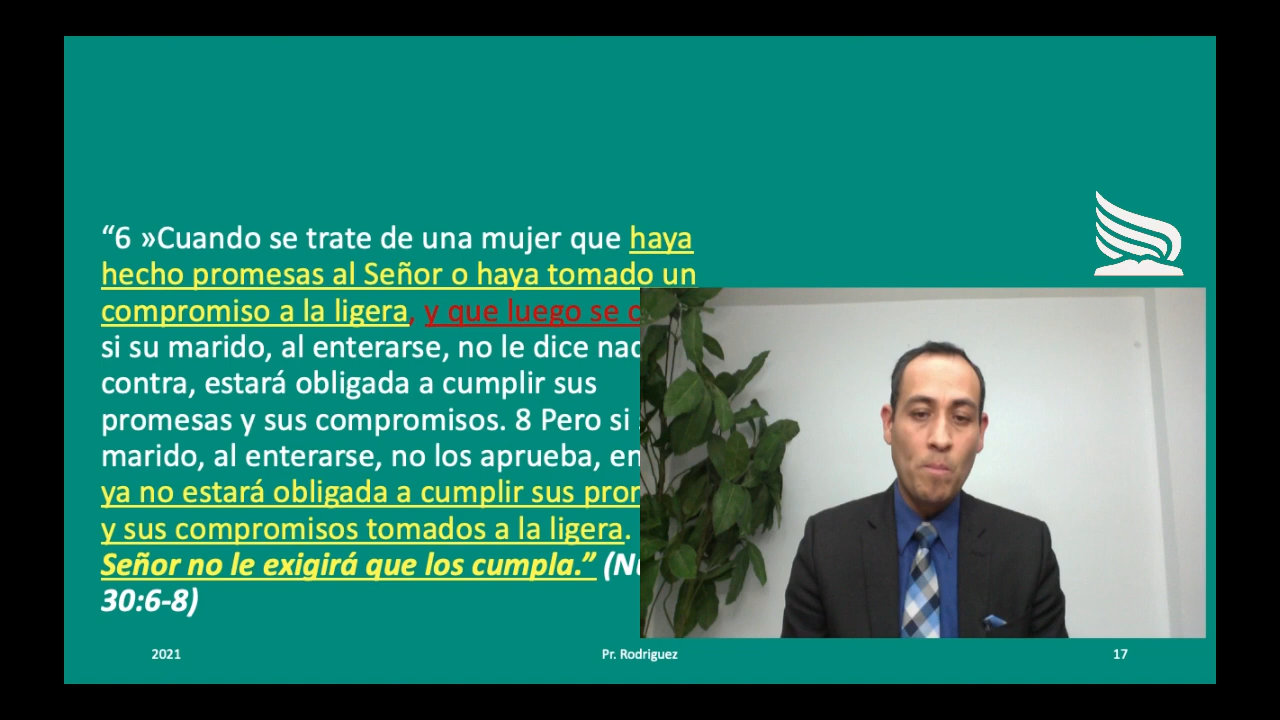 “6 »Cuando se trate de una mujer que haya
hecho promesas al Señor o haya tomado un
compromiso a la ligera, y que luego se
si su marido, al enterarse, no le dice
contra, estará obligada a cumplir sus
promesas y sus compromisos. 8 Pero si
marido, al enterarse, no los aprueba,
ya no estará obligada a cumplir sus
y sus compromisos tomados a la ligera.
Señor no le exigirá que los cumpla.”
30:6-8)
2021 Pr. Rodriguez 17